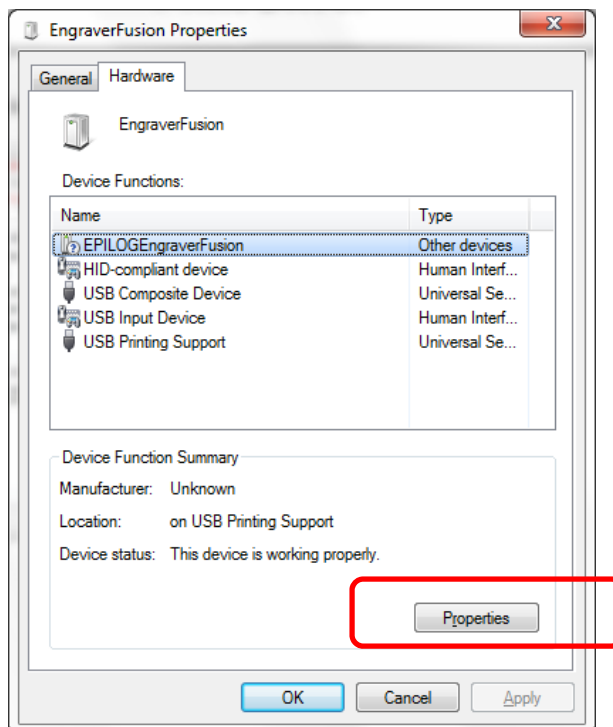 EngraverFusion Properties
General Hardware
EngraverFusion
Device Functions:
Name Type
EPILOGEngraverFusion Other devices
HID-compliant device Human Interf...
USB Composite Device Universal Se...
USB Input Device Human Interf...
USB Printing Support Universal Se...
Device Function Summary
Manufacturer: Unknown
Location: on USB Printing Support
Device status: This device is working properly.
Properties
OK Cancel Apply